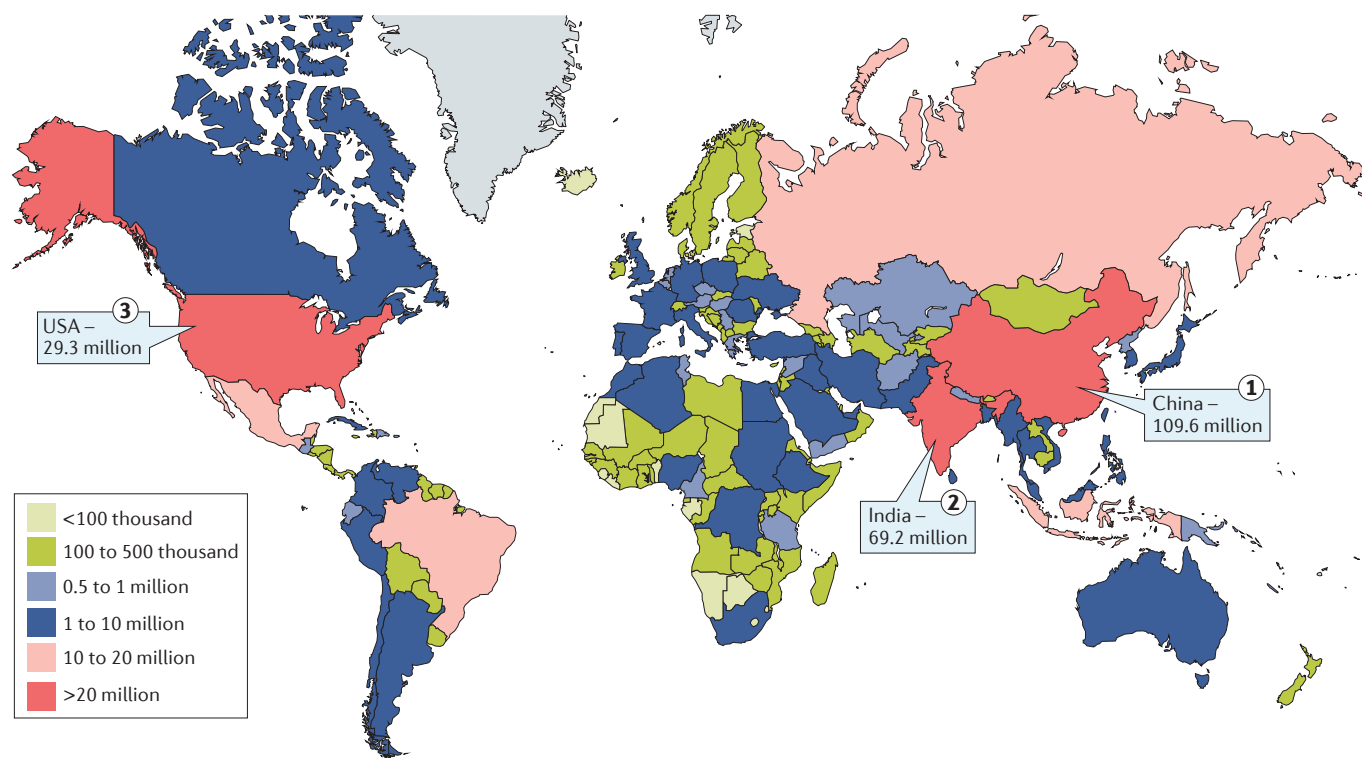 3
USA –
29.3 million
1
China –
109.6 million
2
India –
69.2 million
<100 thousand
100 to 500 thousand
0.5 to 1 million
1 to 10 million
10 to 20 million
>20 million